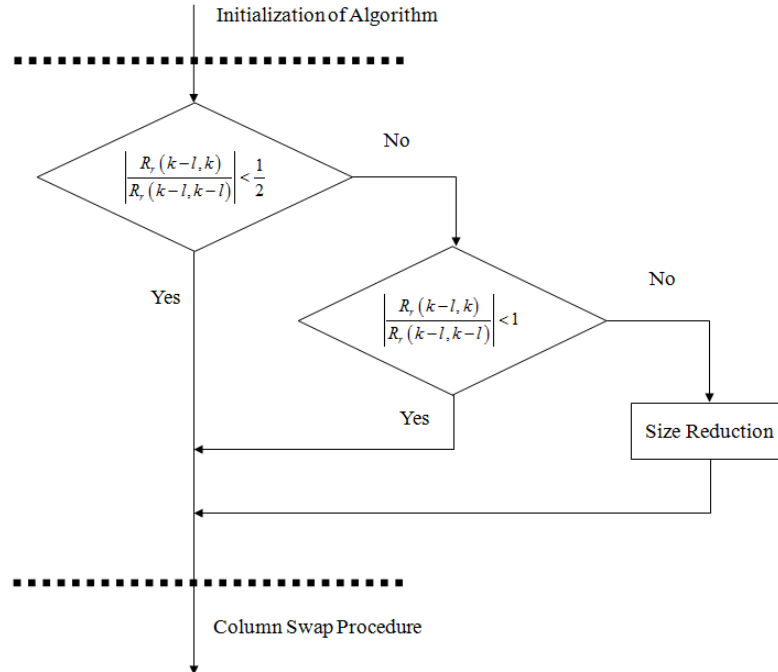 Initialization of Algorithm
No
|R_r(k-l,k) / R_r(k-l,k-l)| < 1/2
Yes
No
|R_r(k-l,k) / R_r(k-l,k-l)| < 1
Yes
Size Reduction
Column Swap Procedure